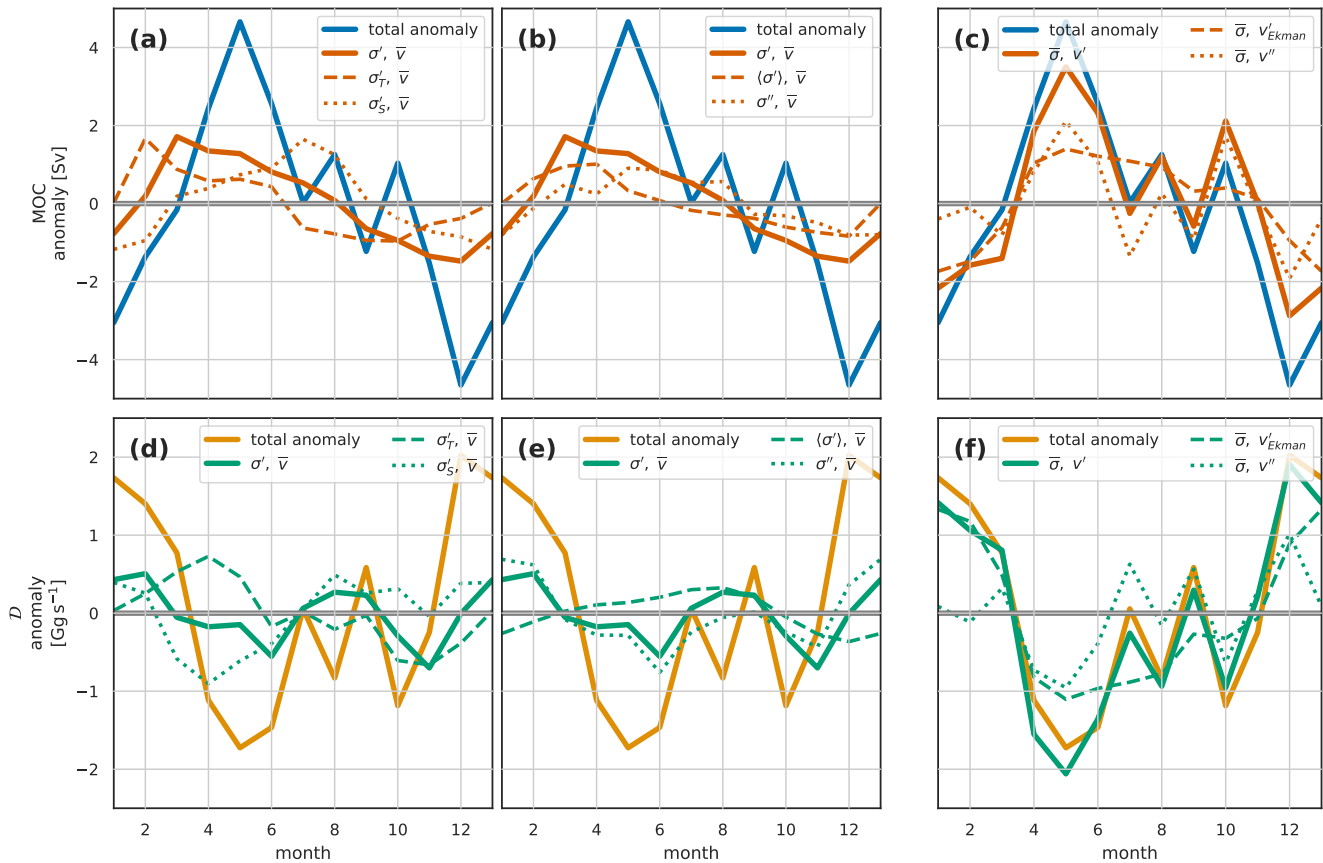 (a)
total anomaly
σ′, v̅
σ′_T, v̅
σ′_S, v̅
(b)
total anomaly
σ′, v̅
⟨σ′⟩, v̅
σ″, v̅
(c)
total anomaly
σ̅, v′
σ̅, v′_Ekman
σ̅, v″
4
2
0
−2
−4
MOC
anomaly [Sv]
(d)
total anomaly
σ′, v̅
σ′_T, v̅
σ′_S, v̅
(e)
total anomaly
σ′, v̅
⟨σ′⟩, v̅
σ″, v̅
(f)
total anomaly
σ̅, v′
σ̅, v′_Ekman
σ̅, v″
2
1
0
−1
−2
𝒟
anomaly
[Gg s⁻¹]
2 4 6 8 10 12
month
2 4 6 8 10 12
month
2 4 6 8 10 12
month